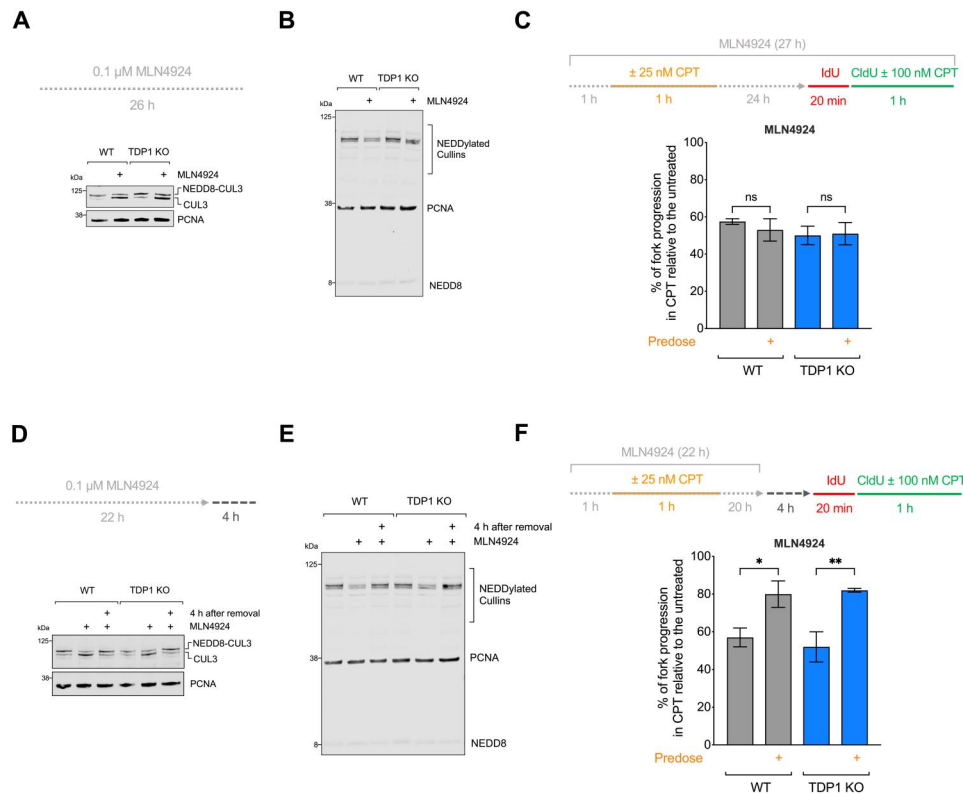 A
0.1 µM MLN4924
26 h
WT TDP1 KO
+ + MLN4924
kDa
125
NEDD8-CUL3
CUL3
38
PCNA
B
WT TDP1 KO
+ + MLN4924
kDa
125
NEDDylated
Cullins
38
PCNA
8
NEDD8
C
MLN4924 (27 h)
± 25 nM CPT IdU CldU ± 100 nM CPT
1 h 1 h 24 h 20 min 1 h
MLN4924
% of fork progression
in CPT relative to the untreated
100
80
60
40
20
0
ns ns
Predose + +
WT TDP1 KO
D
0.1 µM MLN4924
22 h 4 h
WT TDP1 KO
+ + 4 h after removal
+ + + + MLN4924
kDa
125
NEDD8-CUL3
CUL3
38
PCNA
E
WT TDP1 KO
+ + 4 h after removal
+ + + + MLN4924
kDa
125
NEDDylated
Cullins
38
PCNA
8
NEDD8
F
MLN4924 (22 h)
± 25 nM CPT IdU CldU ± 100 nM CPT
1 h 1 h 20 h 4 h 20 min 1 h
MLN4924
% of fork progression
in CPT relative to the untreated
100
80
60
40
20
0
* **
Predose + +
WT TDP1 KO